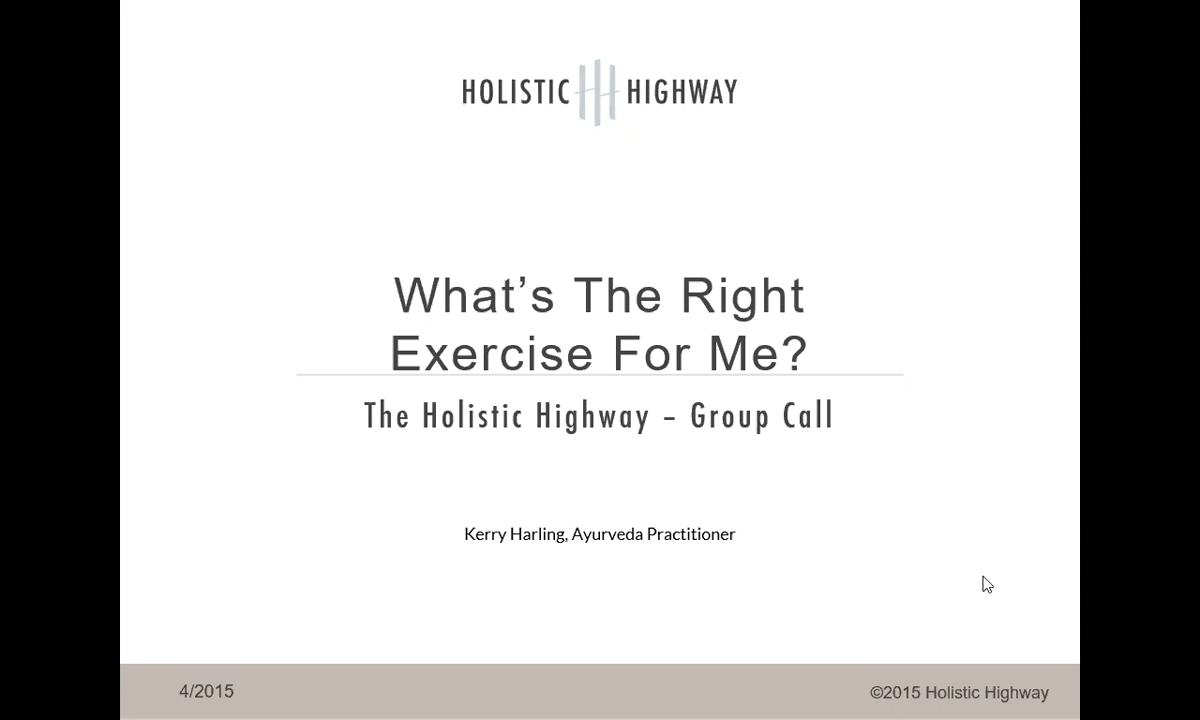 HOLISTIC HIGHWAY
What’s The Right
Exercise For Me?
The Holistic Highway – Group Call
Kerry Harling, Ayurveda Practitioner
4/2015
©2015 Holistic Highway